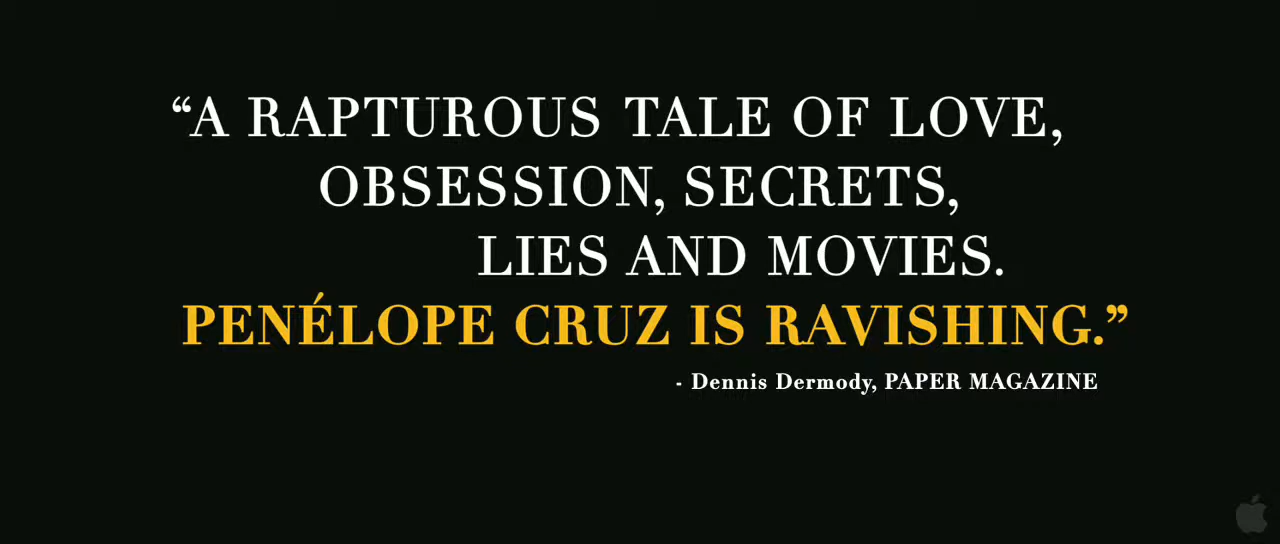 “A RAPTUROUS TALE OF LOVE,
OBSESSION, SECRETS,
LIES AND MOVIES.
PENÉLOPE CRUZ IS RAVISHING.”
- Dennis Dermody, PAPER MAGAZINE